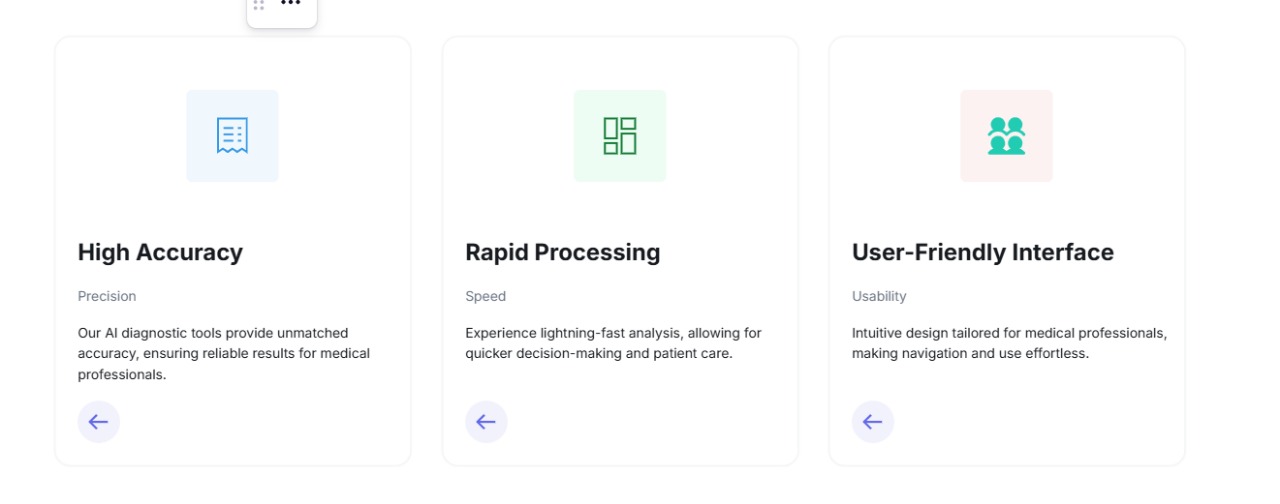 High Accuracy
Precision
Our AI diagnostic tools provide unmatched
accuracy, ensuring reliable results for medical
professionals.
Rapid Processing
Speed
Experience lightning-fast analysis, allowing for
quicker decision-making and patient care.
User-Friendly Interface
Usability
Intuitive design tailored for medical professionals,
making navigation and use effortless.